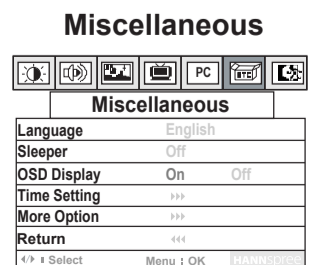 Miscellaneous
PC ETC
Miscellaneous
Language English
Sleeper Off
OSD Display On Off
Time Setting
More Option
Return
Select Menu : OK HANNspree